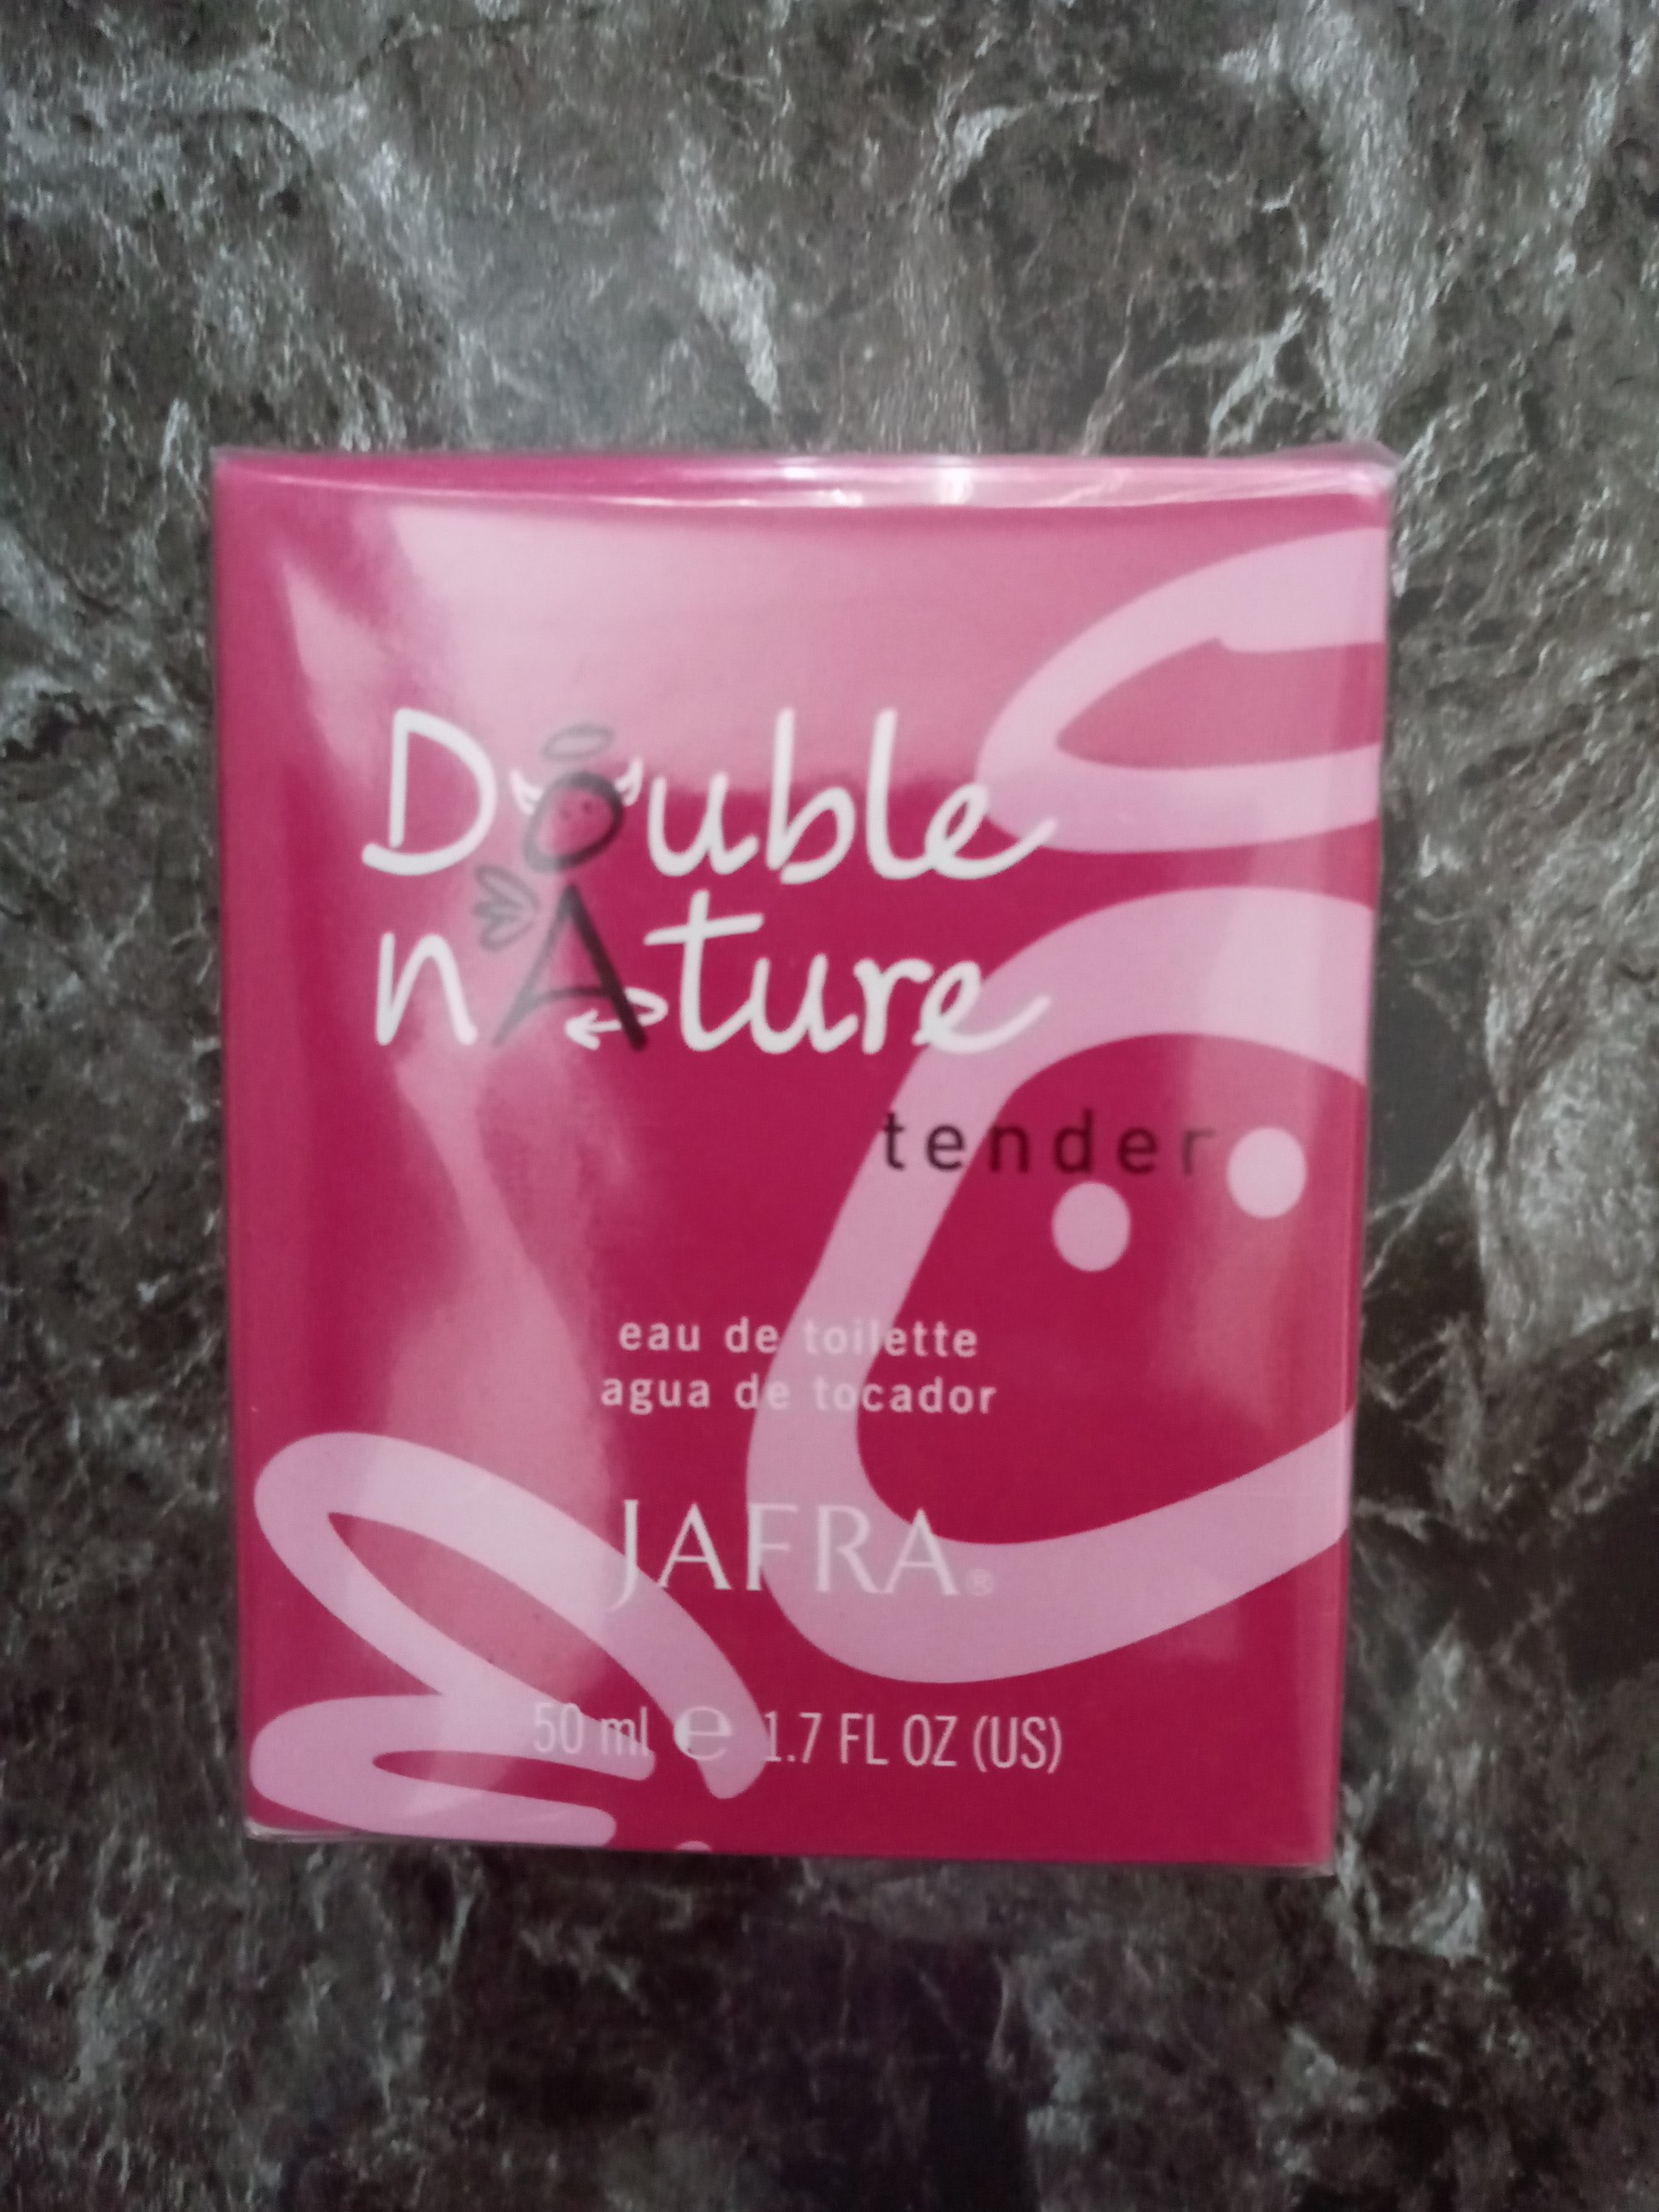 Double
nAture
tender
eau de toilette
agua de tocador
JAFRA®
50 ml ℮ 1.7 FL OZ (US)